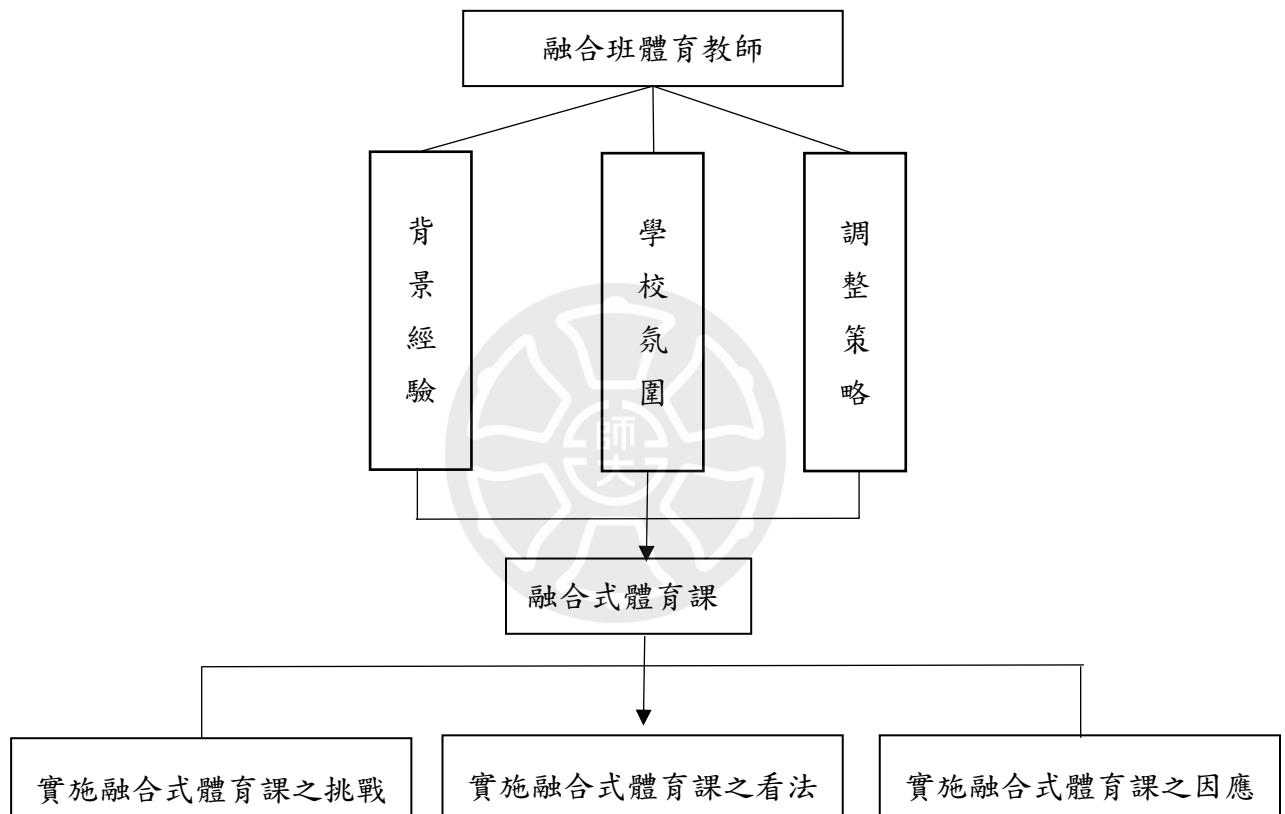 融合班體育教師
背景經驗
學校氛圍
調整策略
師大
融合式體育課
實施融合式體育課之挑戰
實施融合式體育課之看法
實施融合式體育課之因應